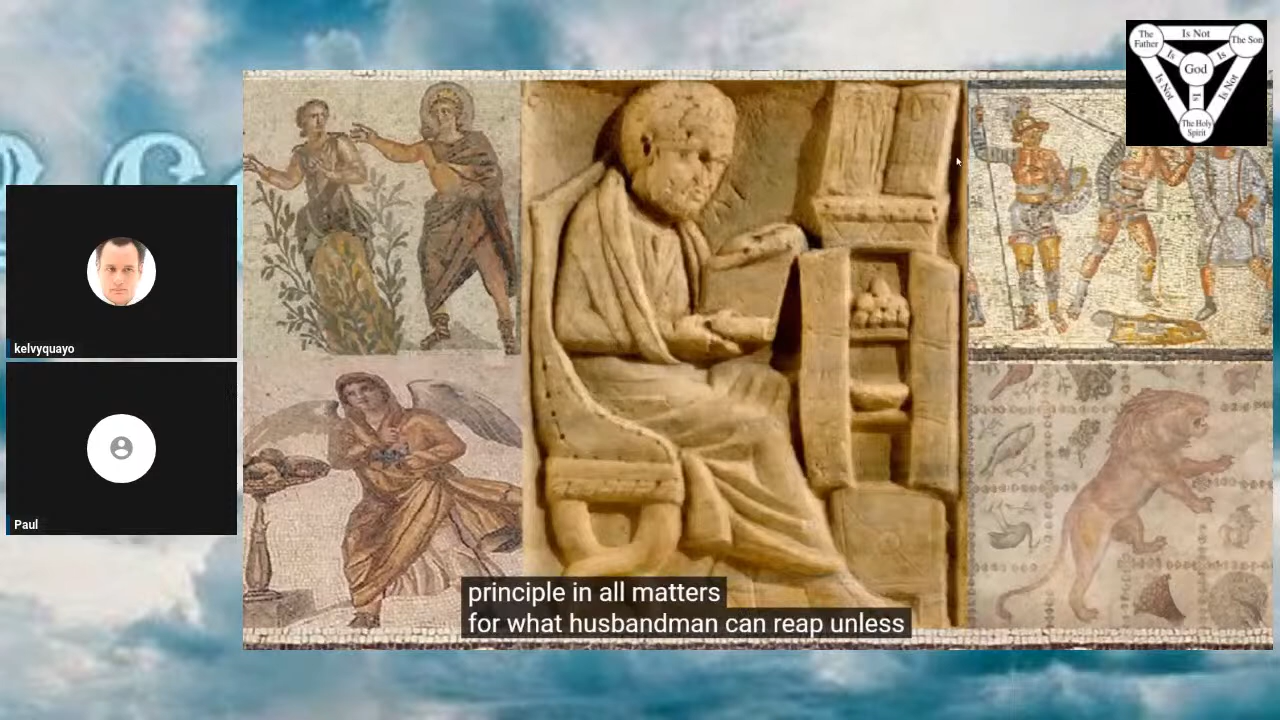 The Father
Is Not
The Son
Is
Is
God
Is Not
Is Not
Is
The Holy Spirit
kelvyquayo
Paul
principle in all matters
for what husbandman can reap unless